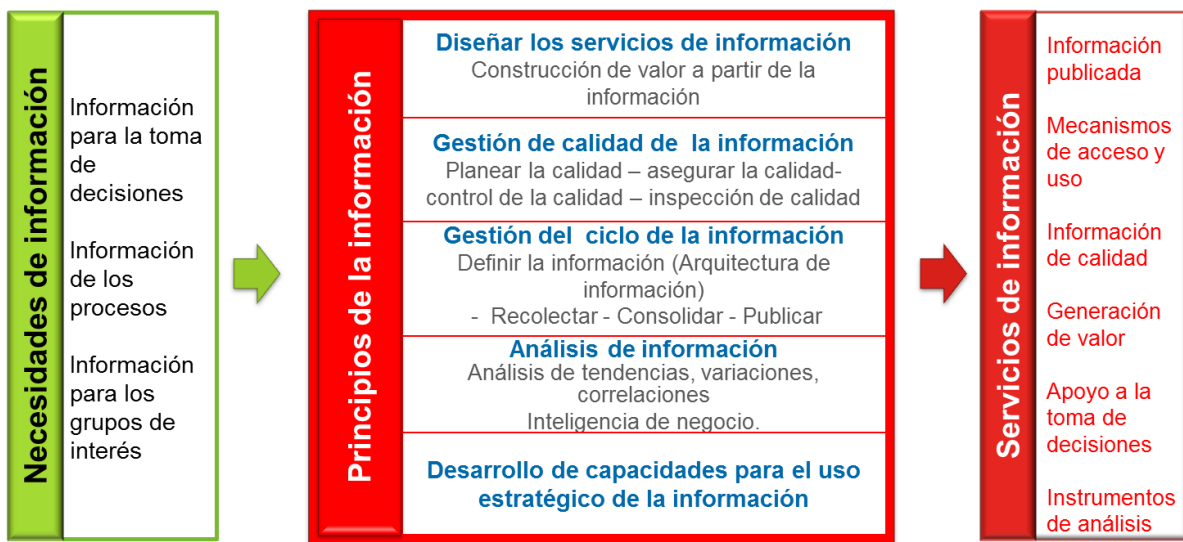 Necesidades de información
Información
para la toma
de
decisiones
Información
de los
procesos
Información
para los
grupos de
interés
Principios de la información
Diseñar los servicios de información
Construcción de valor a partir de la
información
Gestión de calidad de la información
Planear la calidad – asegurar la calidad-
control de la calidad – inspección de calidad
Gestión del ciclo de la información
Definir la información (Arquitectura de
información)
- Recolectar - Consolidar - Publicar
Análisis de información
Análisis de tendencias, variaciones,
correlaciones
Inteligencia de negocio.
Desarrollo de capacidades para el uso
estratégico de la información
Servicios de información
Información
publicada
Mecanismos
de acceso y
uso
Información
de calidad
Generación
de valor
Apoyo a la
toma de
decisiones
Instrumentos
de análisis